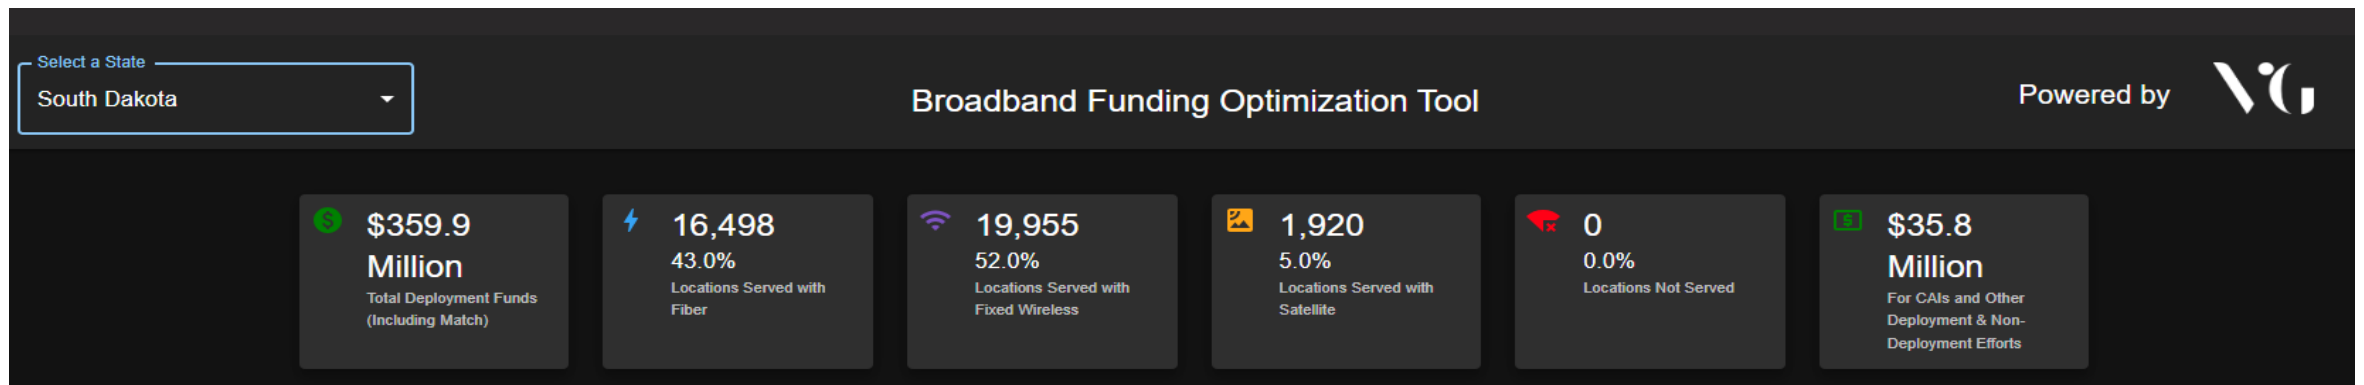 Select a State
South Dakota
Broadband Funding Optimization Tool
Powered by
VG
$359.9
Million
Total Deployment Funds
(Including Match)
16,498
43.0%
Locations Served with
Fiber
19,955
52.0%
Locations Served with
Fixed Wireless
1,920
5.0%
Locations Served with
Satellite
0
0.0%
Locations Not Served
$35.8
Million
For CAIs and Other
Deployment & Non-
Deployment Efforts